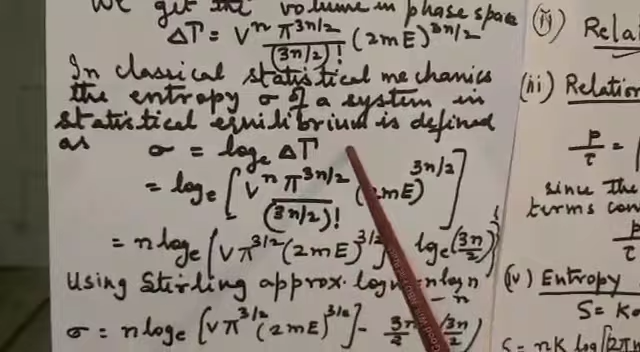 We get the volume in phase space
ΔΓ = V^n π^{3n/2} / (3n/2)! (2mE)^{3n/2}
In classical statistical mechanics
the entropy σ of a system in
statistical equilibrium is defined
as σ = log_e ΔΓ
= log_e [ V^n π^{3n/2} / (3n/2)! (2mE)^{3n/2} ]
= n log_e [ V π^{3/2} (2mE)^{3/2} log_e (3n/2)!
Using Stirling approx. log n log n - n
σ = n log_e [ V π^{3/2} (2mE)^{3/2} ] - 3n/2 (3n/2)
(ii) Rela
(iii) Relation
p/τ =
since the
terms con
p/τ
(iv) Entropy
S = Kσ
S = nK log
Good